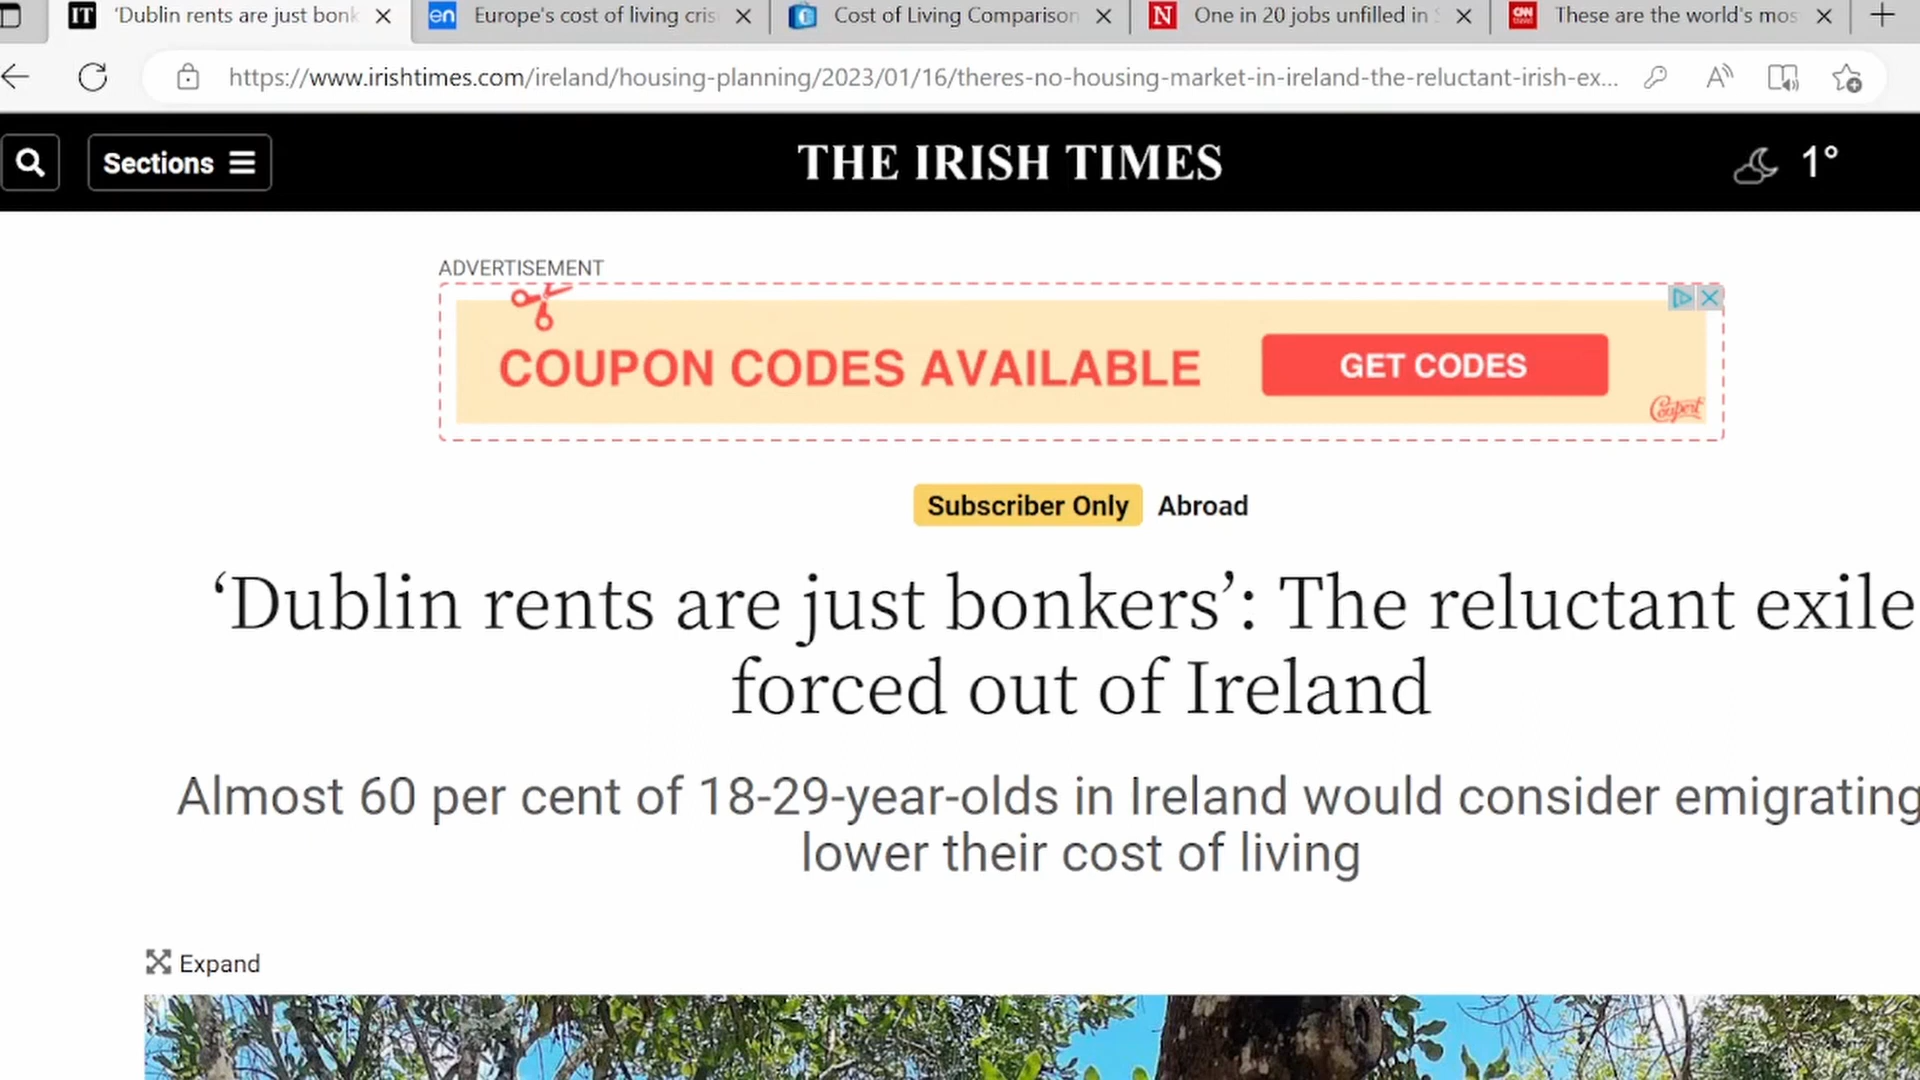 IT 'Dublin rents are just bonk
en Europe's cost of living cris
Cost of Living Comparison
N One in 20 jobs unfilled in
CNN These are the world's mos
https://www.irishtimes.com/ireland/housing-planning/2023/01/16/theres-no-housing-market-in-ireland-the-reluctant-irish-ex...
Sections
THE IRISH TIMES
1°
ADVERTISEMENT
COUPON CODES AVAILABLE
GET CODES
Coupert
Subscriber Only Abroad
‘Dublin rents are just bonkers’: The reluctant exile
forced out of Ireland
Almost 60 per cent of 18-29-year-olds in Ireland would consider emigrating
lower their cost of living
Expand